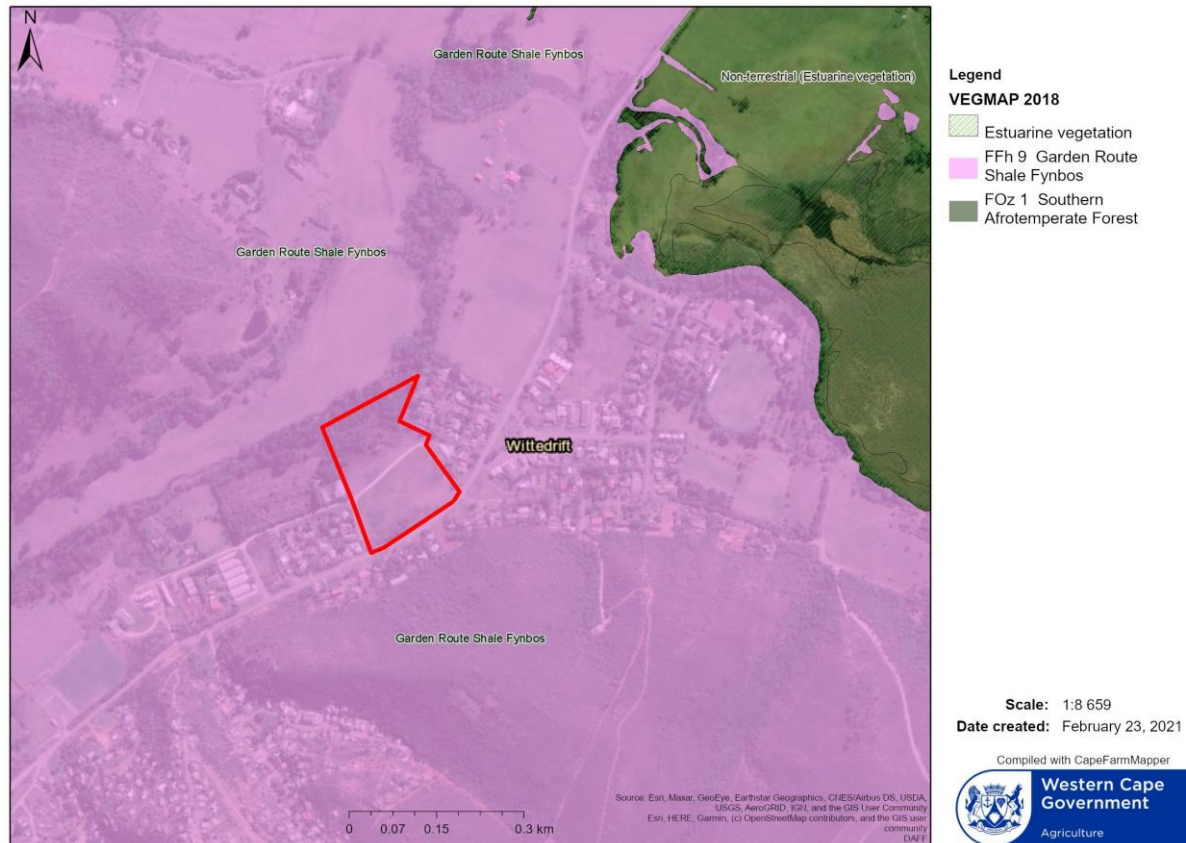 N
Garden Route Shale Fynbos
Non-terrestrial (Estuarine vegetation)
Garden Route Shale Fynbos
Wittedrift
Garden Route Shale Fynbos
0 0.07 0.15 0.3 km
Source: Esri, Maxar, GeoEye, Earthstar Geographics, CNES/Airbus DS, USDA,
USGS, AeroGRID, IGN, and the GIS User Community
Esri, HERE, Garmin, (c) OpenStreetMap contributors, and the GIS user
community
DAFF
Legend
VEGMAP 2018
Estuarine vegetation
FFh 9 Garden Route
Shale Fynbos
FOz 1 Southern
Afrotemperate Forest
Scale: 1:8 659
Date created: February 23, 2021
Compiled with CapeFarmMapper
Western Cape
Government
Agriculture